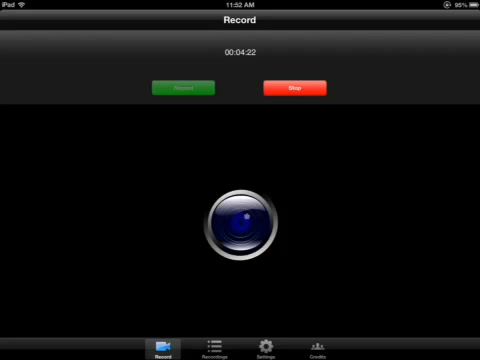 iPad 11:52 AM 95%
Record
00:04:22
Record Stop
Record Recordings Settings Credits